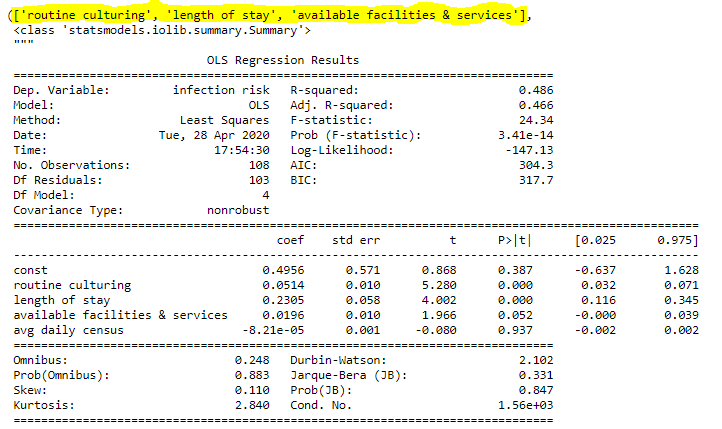 (['routine culturing', 'length of stay', 'available facilities & services'],
<class 'statsmodels.iolib.summary.Summary'>
"""
                            OLS Regression Results
==============================================================================
Dep. Variable:         infection risk   R-squared:                       0.486
Model:                            OLS   Adj. R-squared:                  0.466
Method:                 Least Squares   F-statistic:                     24.34
Date:                Tue, 28 Apr 2020   Prob (F-statistic):           3.41e-14
Time:                        17:54:30   Log-Likelihood:                -147.13
No. Observations:                 108   AIC:                             304.3
Df Residuals:                     103   BIC:                             317.7
Df Model:                           4
Covariance Type:            nonrobust
===================================================================================================
                                      coef    std err          t      P>|t|      [0.025      0.975]
---------------------------------------------------------------------------------------------------
const                               0.4956      0.571      0.868      0.387      -0.637       1.628
routine culturing                   0.0514      0.010      5.280      0.000       0.032       0.071
length of stay                      0.2305      0.058      4.002      0.000       0.116       0.345
available facilities & services     0.0196      0.010      1.966      0.052      -0.000       0.039
avg daily census                 -8.21e-05      0.001     -0.080      0.937      -0.002       0.002
==============================================================================
Omnibus:                        0.248   Durbin-Watson:                   2.102
Prob(Omnibus):                  0.883   Jarque-Bera (JB):                0.331
Skew:                           0.110   Prob(JB):                        0.847
Kurtosis:                       2.840   Cond. No.                     1.56e+03
==============================================================================